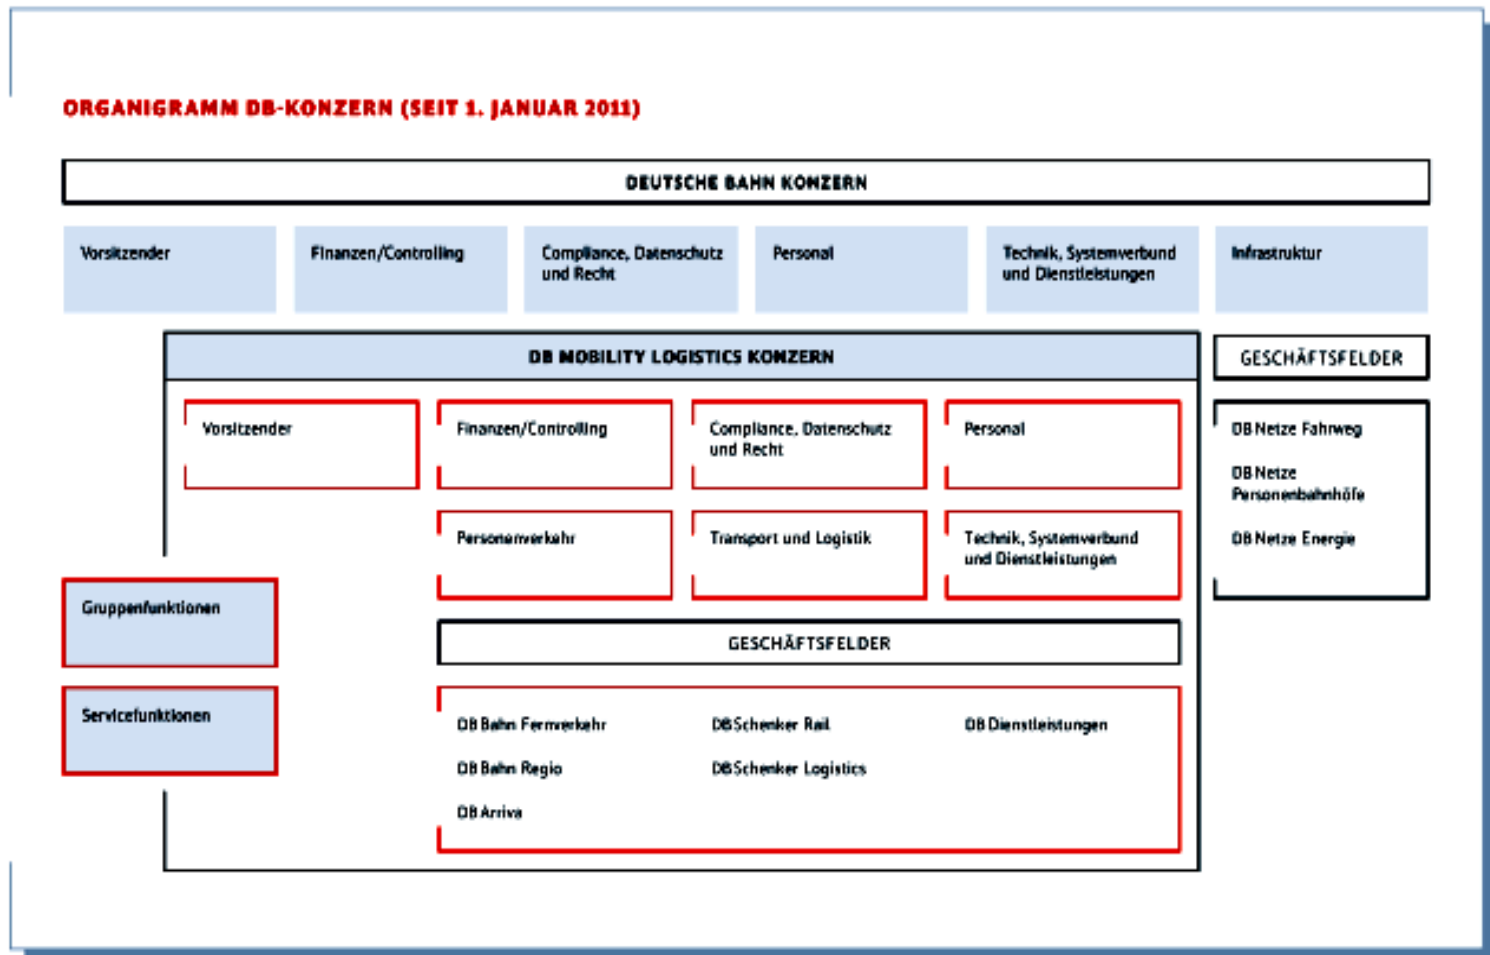 ORGANIGRAMM DB-KONZERN (SEIT 1. JANUAR 2011)
DEUTSCHE BAHN KONZERN
Vorsitzender
Finanzen/Controlling
Compliance, Datenschutz
und Recht
Personal
Technik, Systemverbund
und Dienstleistungen
Infrastruktur
DB MOBILITY LOGISTICS KONZERN
Vorsitzender
Finanzen/Controlling
Compliance, Datenschutz
und Recht
Personal
Personenverkehr
Transport und Logistik
Technik, Systemverbund
und Dienstleistungen
Gruppenfunktionen
Servicefunktionen
GESCHÄFTSFELDER
DB Bahn Fernverkehr
DB Bahn Regio
DB Arriva
DB Schenker Rail
DB Schenker Logistics
DB Dienstleistungen
GESCHÄFTSFELDER
DB Netze Fahrweg
DB Netze
Personenbahnhöfe
DB Netze Energie